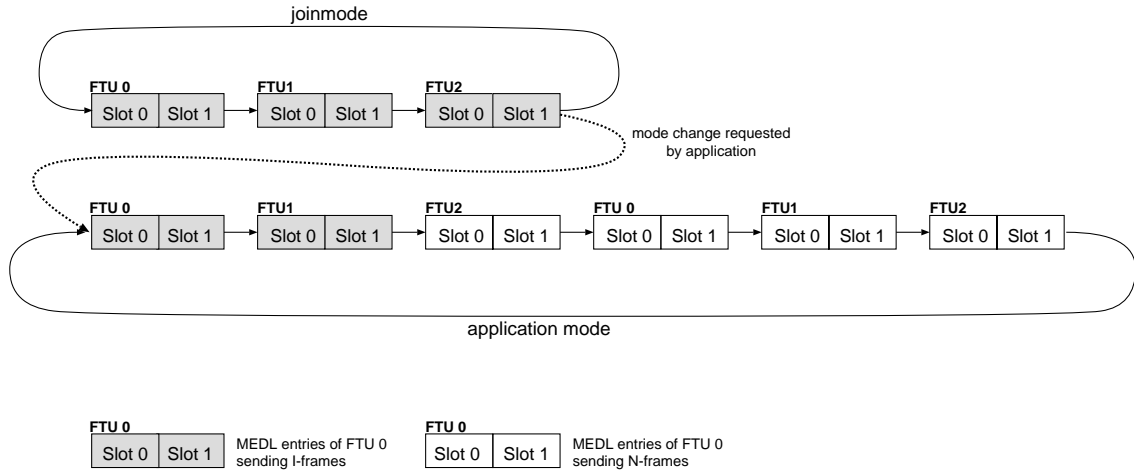 joinmode
FTU 0 FTU1 FTU2
Slot 0 Slot 1 Slot 0 Slot 1 Slot 0 Slot 1
mode change requested
by application
FTU 0 FTU1 FTU2 FTU 0 FTU1 FTU2
Slot 0 Slot 1 Slot 0 Slot 1 Slot 0 Slot 1 Slot 0 Slot 1 Slot 0 Slot 1 Slot 0 Slot 1
application mode
FTU 0 FTU 0
Slot 0 Slot 1 MEDL entries of FTU 0 Slot 0 Slot 1 MEDL entries of FTU 0
sending I-frames sending N-frames